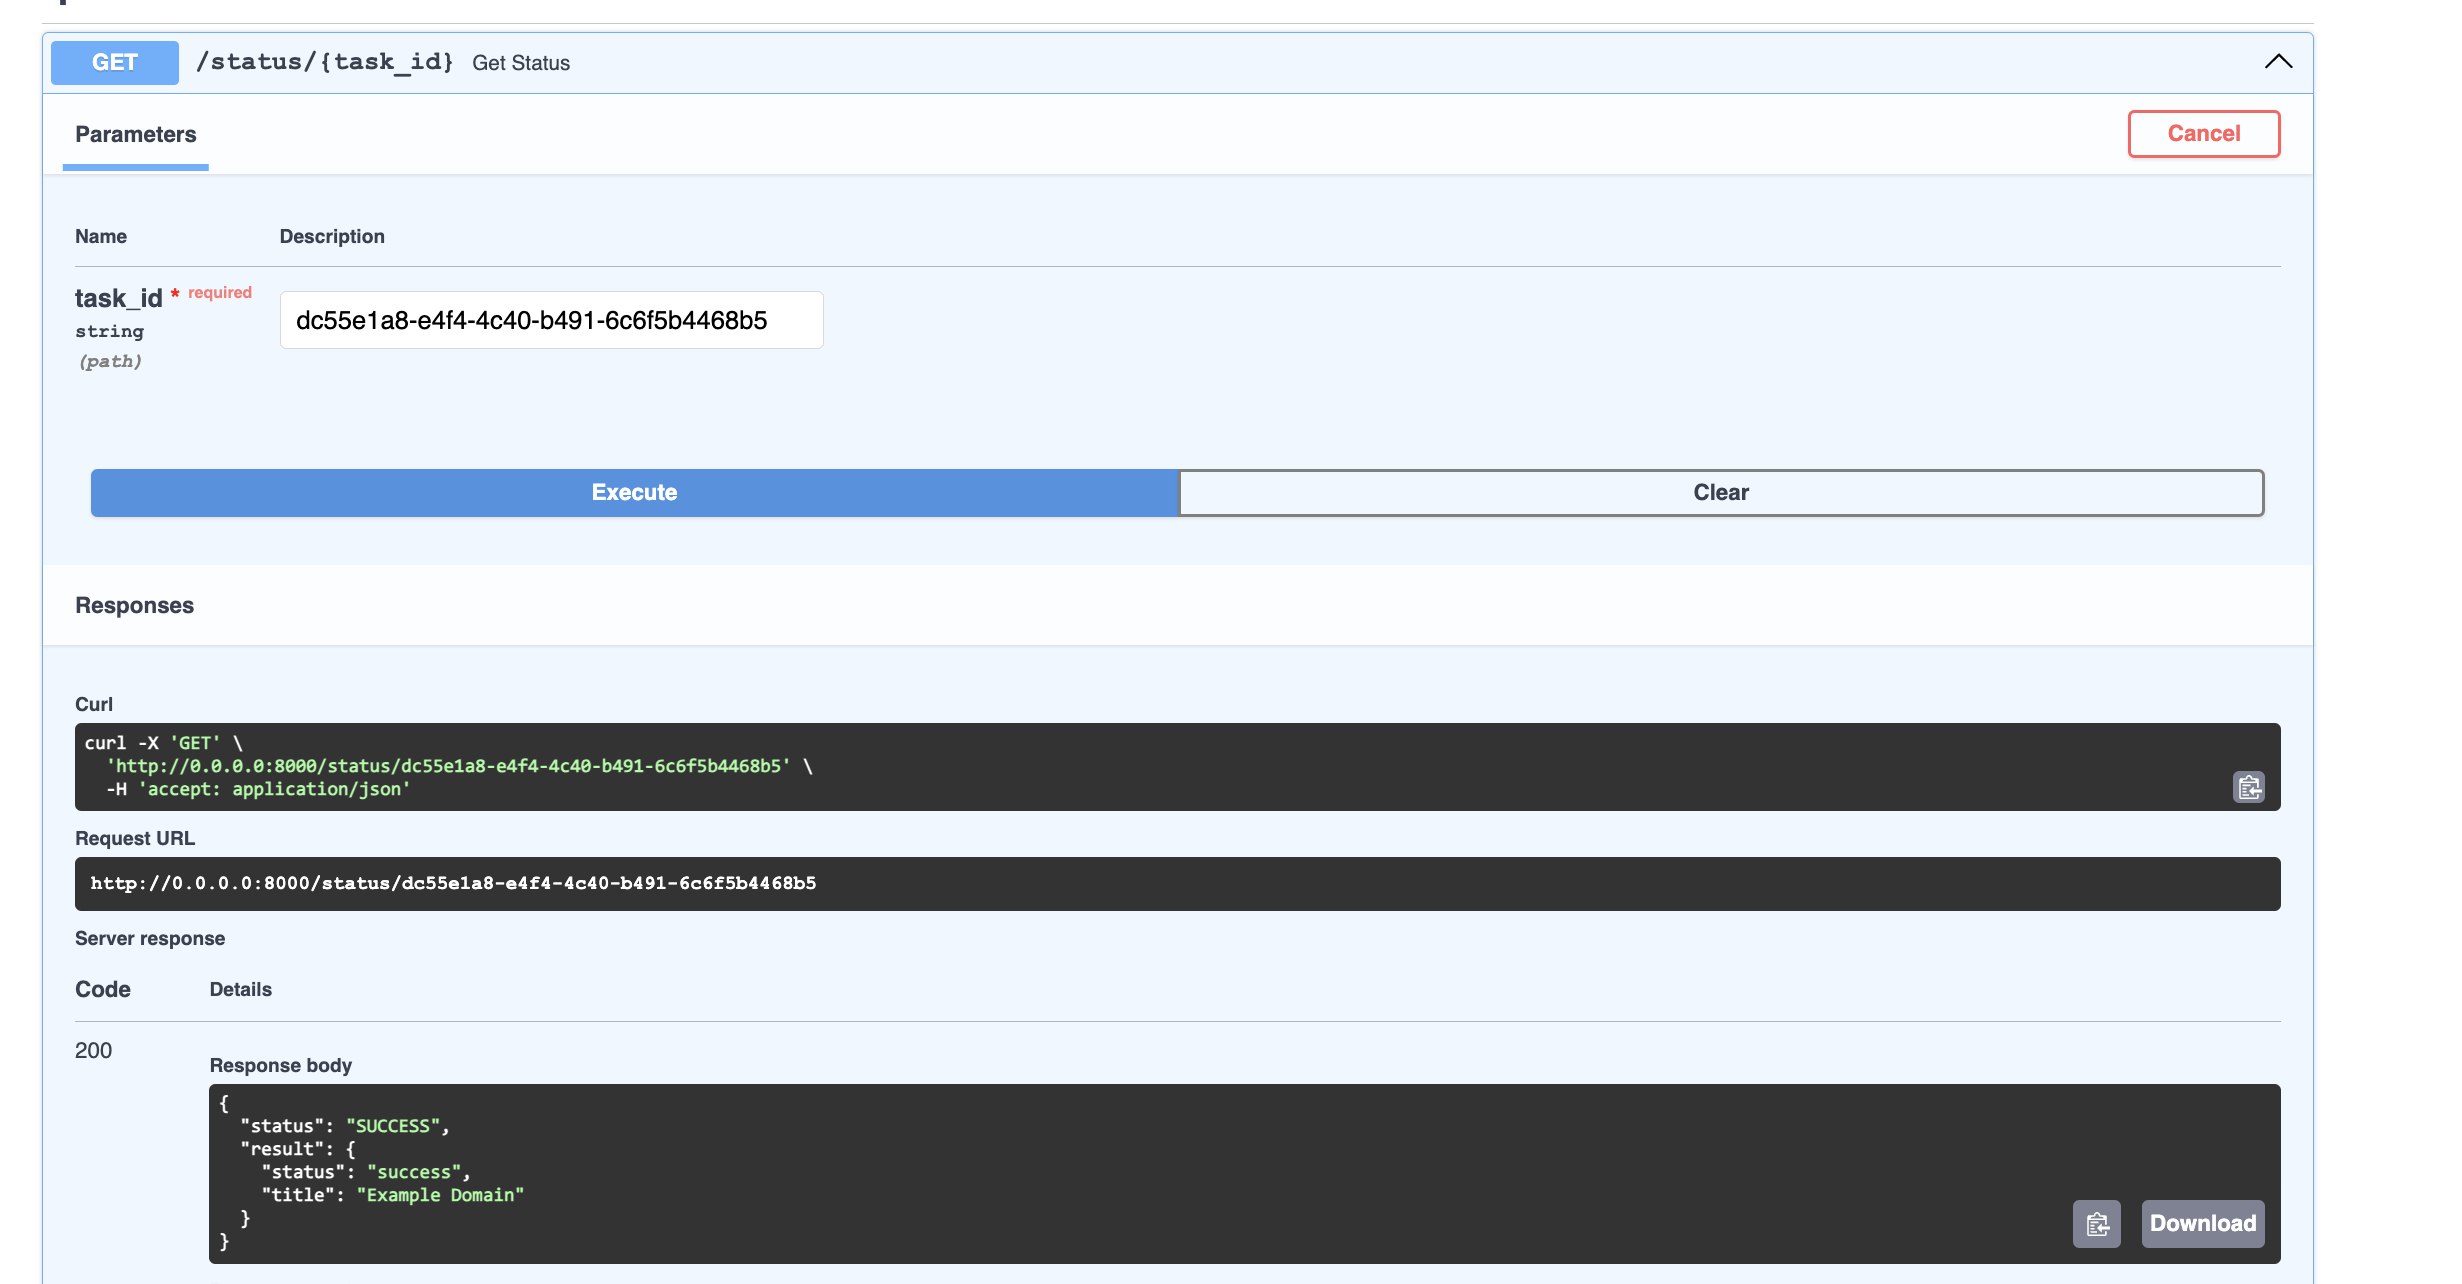 GET /status/{task_id} Get Status
Parameters
Cancel
Name Description
task_id * required
string
(path)
dc55e1a8-e4f4-4c40-b491-6c6f5b4468b5
Execute Clear
Responses
Curl
curl -X 'GET' \
'http://0.0.0.0:8000/status/dc55e1a8-e4f4-4c40-b491-6c6f5b4468b5' \
-H 'accept: application/json'
Request URL
http://0.0.0.0:8000/status/dc55e1a8-e4f4-4c40-b491-6c6f5b4468b5
Server response
Code Details
200
Response body
{
"status": "SUCCESS",
"result": {
"status": "success",
"title": "Example Domain"
}
}
Download